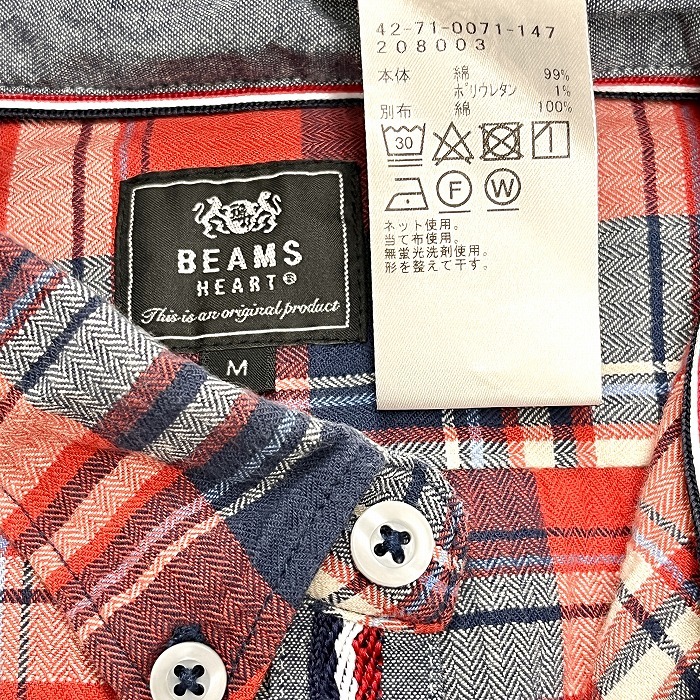 42-71-0071-147
208003
本体 綿 99%
ポリウレタン 1%
別布 綿 100%
30
F W
ネット使用。
当て布使用。
無蛍光洗剤使用。
形を整えて干す。
BEAMS
HEART®
This is an original product
M